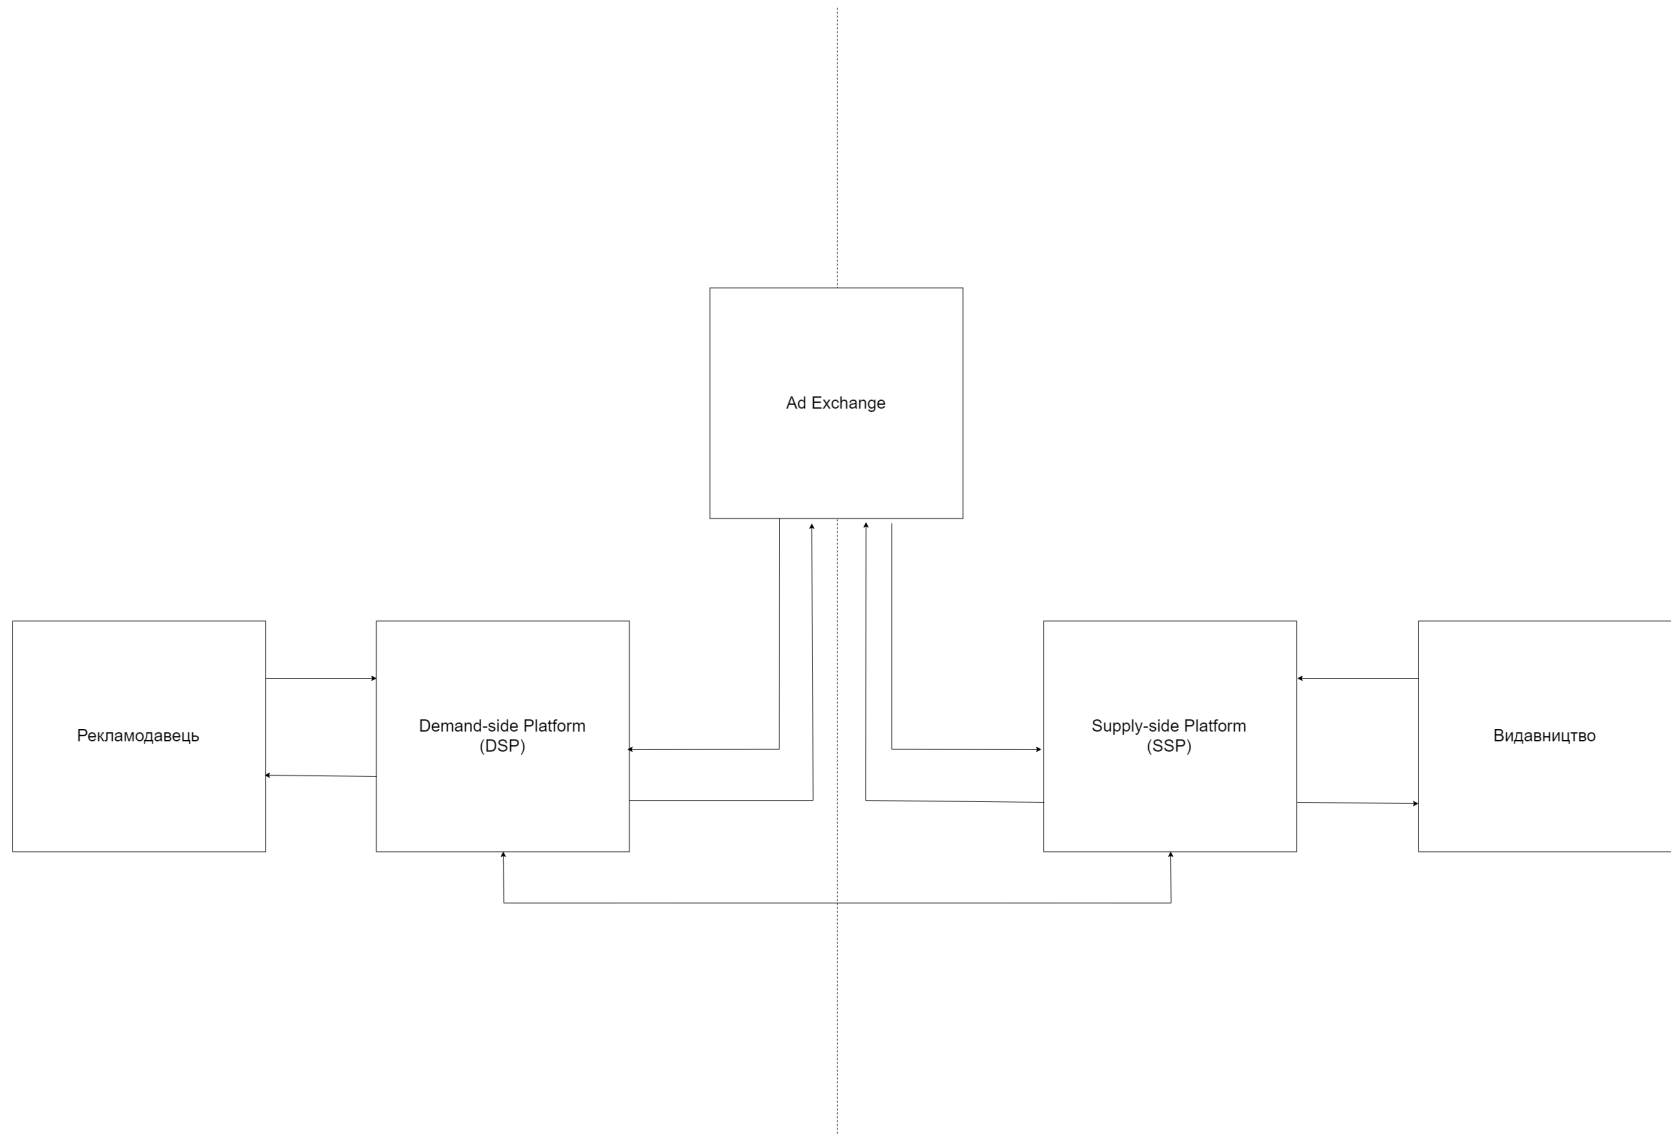 Ad Exchange
Рекламодавець
Demand-side Platform
(DSP)
Supply-side Platform
(SSP)
Видавництво